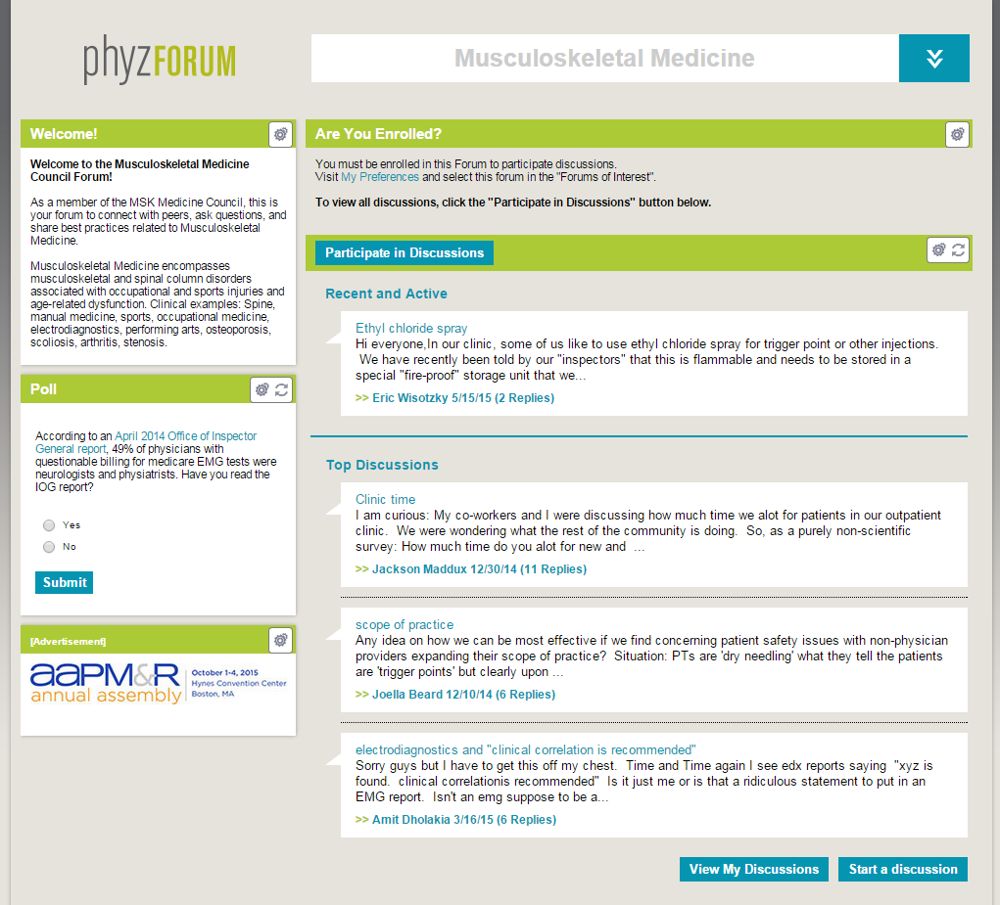 phyzFORUM
Musculoskeletal Medicine
Welcome!
Welcome to the Musculoskeletal Medicine
Council Forum!
As a member of the MSK Medicine Council, this is
your forum to connect with peers, ask questions, and
share best practices related to Musculoskeletal
Medicine.
Musculoskeletal Medicine encompasses
musculoskeletal and spinal column disorders
associated with occupational and sports injuries and
age-related dysfunction. Clinical examples: Spine,
manual medicine, sports, occupational medicine,
electrodiagnostics, performing arts, osteoporosis,
scoliosis, arthritis, stenosis.
Poll
According to an April 2014 Office of Inspector
General report, 49% of physicians with
questionable billing for medicare EMG tests were
neurologists and physiatrists. Have you read the
IOG report?
Yes
No
Submit
[Advertisement]
aaPM&R
annual assembly
October 1-4, 2015
Hynes Convention Center
Boston, MA
Are You Enrolled?
You must be enrolled in this Forum to participate discussions.
Visit My Preferences and select this forum in the "Forums of Interest".
To view all discussions, click the "Participate in Discussions" button below.
Participate in Discussions
Recent and Active
Ethyl chloride spray
Hi everyone,In our clinic, some of us like to use ethyl chloride spray for trigger point or other injections.
We have recently been told by our "inspectors" that this is flammable and needs to be stored in a
special "fire-proof" storage unit that we...
>> Eric Wisotzky 5/15/15 (2 Replies)
Top Discussions
Clinic time
I am curious: My co-workers and I were discussing how much time we alot for patients in our outpatient
clinic. We were wondering what the rest of the community is doing. So, as a purely non-scientific
survey: How much time do you alot for new and ...
>> Jackson Maddux 12/30/14 (11 Replies)
scope of practice
Any idea on how we can be most effective if we find concerning patient safety issues with non-physician
providers expanding their scope of practice? Situation: PTs are 'dry needling' what they tell the patients
are 'trigger points' but clearly upon ...
>> Joella Beard 12/10/14 (6 Replies)
electrodiagnostics and "clinical correlation is recommended"
Sorry guys but I have to get this off my chest. Time and Time again I see edx reports saying "xyz is
found. clinical correlationis recommended" Is it just me or is that a ridiculous statement to put in an
EMG report. Isn't an emg suppose to be a...
>> Amit Dholakia 3/16/15 (6 Replies)
View My Discussions
Start a discussion